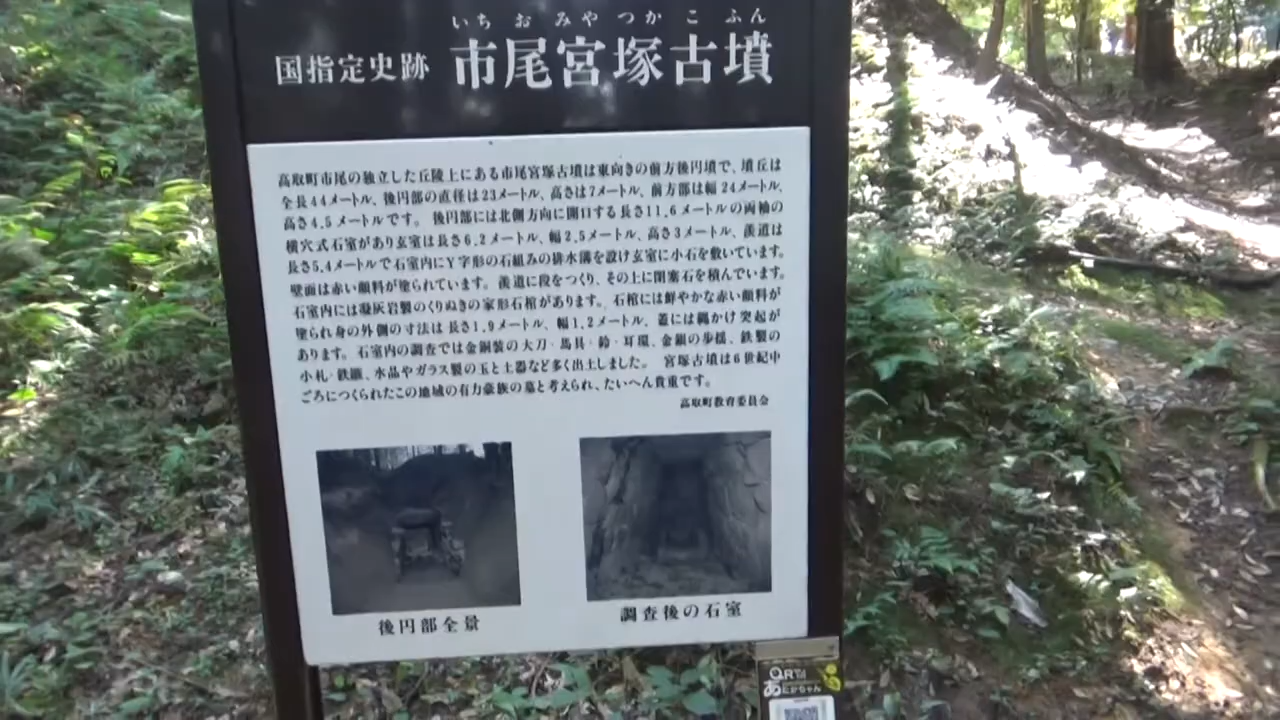 いちおみやつかこふん
国指定史跡 市尾宮塚古墳
高取町市尾の独立した丘陵上にある市尾宮塚古墳は東向きの前方後円墳で、墳丘は
全長44メートル、後円部の直径は23メートル、高さは7メートル、前方部は幅24メートル、
高さ4.5メートルです。後円部には北側方向に開口する長さ11.6メートルの両袖の
横穴式石室があり玄室は長さ6.2メートル、幅2.5メートル、高さ3メートル、羨道は
長さ5.4メートルで石室内にY字形の石組みの排水溝を設け玄室に小石を敷いています。
壁面は赤い顔料が塗られています。羨道に段をつくり、その上に閉塞石を積んでいます。
石室内には凝灰岩製のくりぬきの家形石棺があります。石棺には鮮やかな赤い顔料が
塗られ身の外側の寸法は長さ1.9メートル、幅1.2メートル、蓋には縄かけ突起が
あります。石室内の調査では金銅装の大刀・馬具・鈴・耳環、金銀の歩揺、鉄製の
小札・鉄鏃、水晶やガラス製の玉と土器など多く出土しました。 宮塚古墳は6世紀中
ごろにつくられたこの地域の有力豪族の墓と考えられ、たいへん貴重です。
高取町教育委員会
後円部全景
調査後の石室
QR